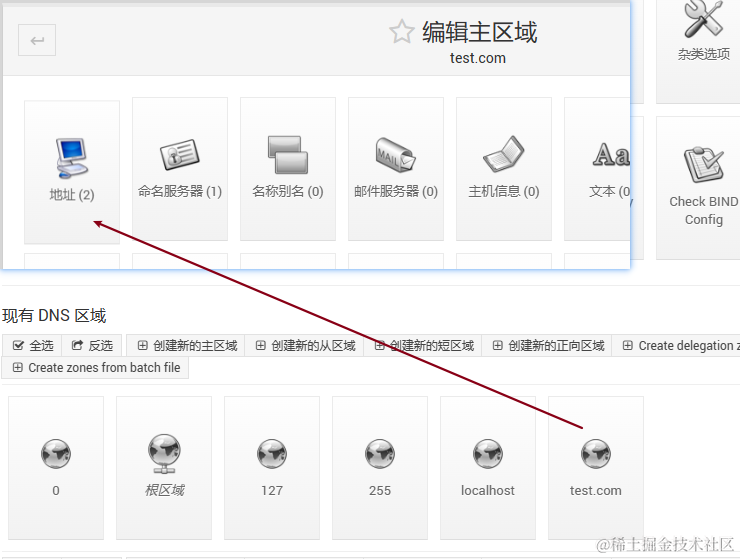 编辑主区域
test.com
杂类选项
地址 (2)
命名服务器 (1)
名称别名 (0)
邮件服务器 (0)
主机信息 (0)
文本 (0
Check BIND
Config
现有 DNS 区域
全选
反选
创建新的主区域
创建新的从区域
创建新的短区域
创建新的正向区域
Create delegation z
Create zones from batch file
0
根区域
127
255
localhost
test.com
@稀土掘金技术社区